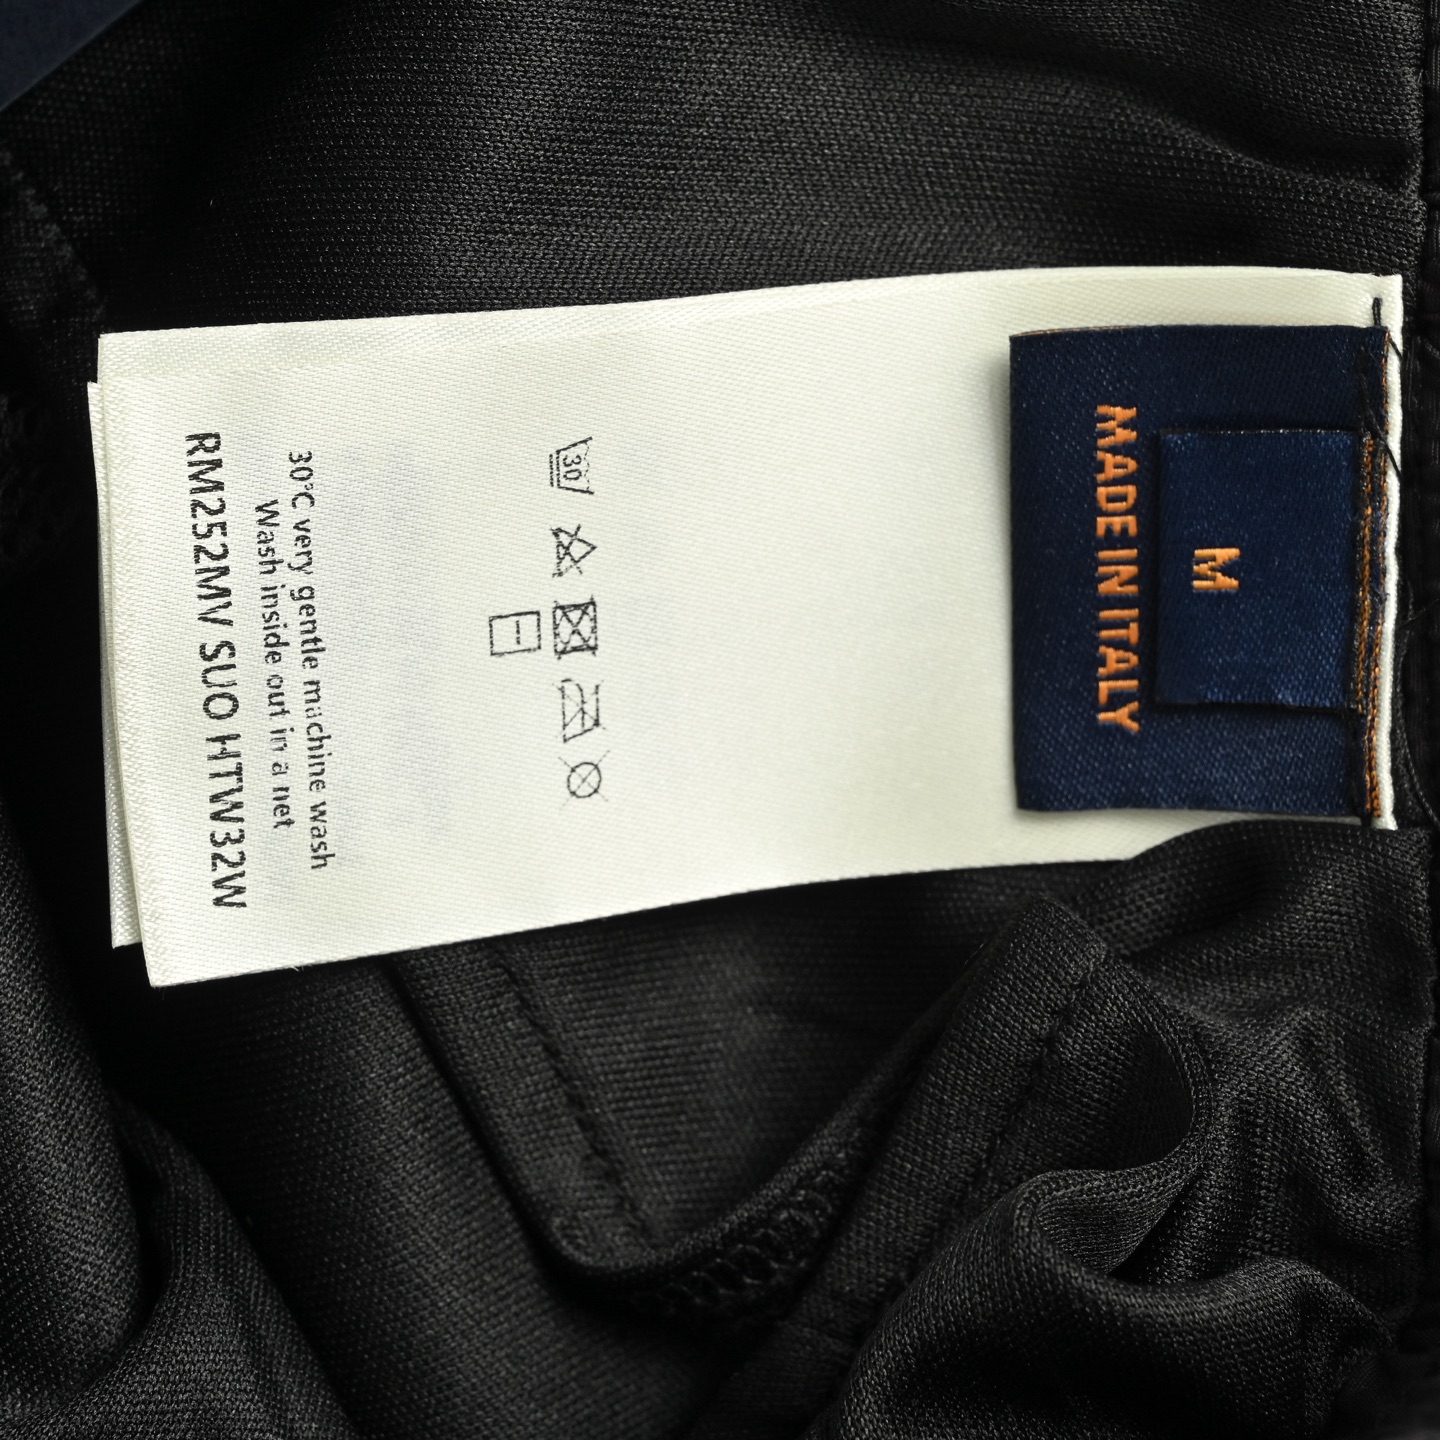 M
MADE IN ITALY
30
30°C very gentle machine wash
Wash inside out in a net
RM252MV SUO HTW32W